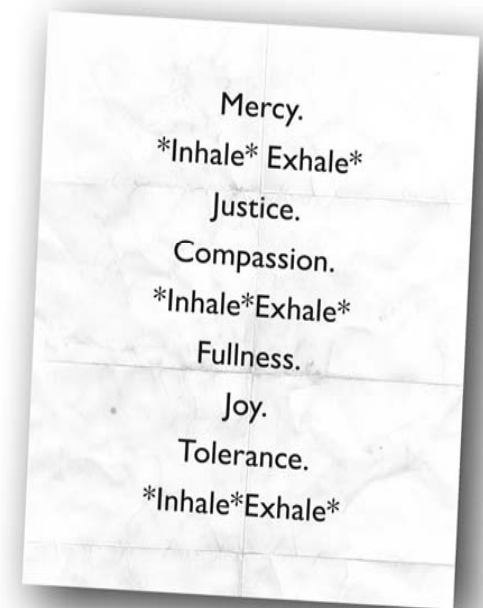 Mercy.
*Inhale* Exhale*
Justice.
Compassion.
*Inhale*Exhale*
Fullness.
Joy.
Tolerance.
*Inhale*Exhale*